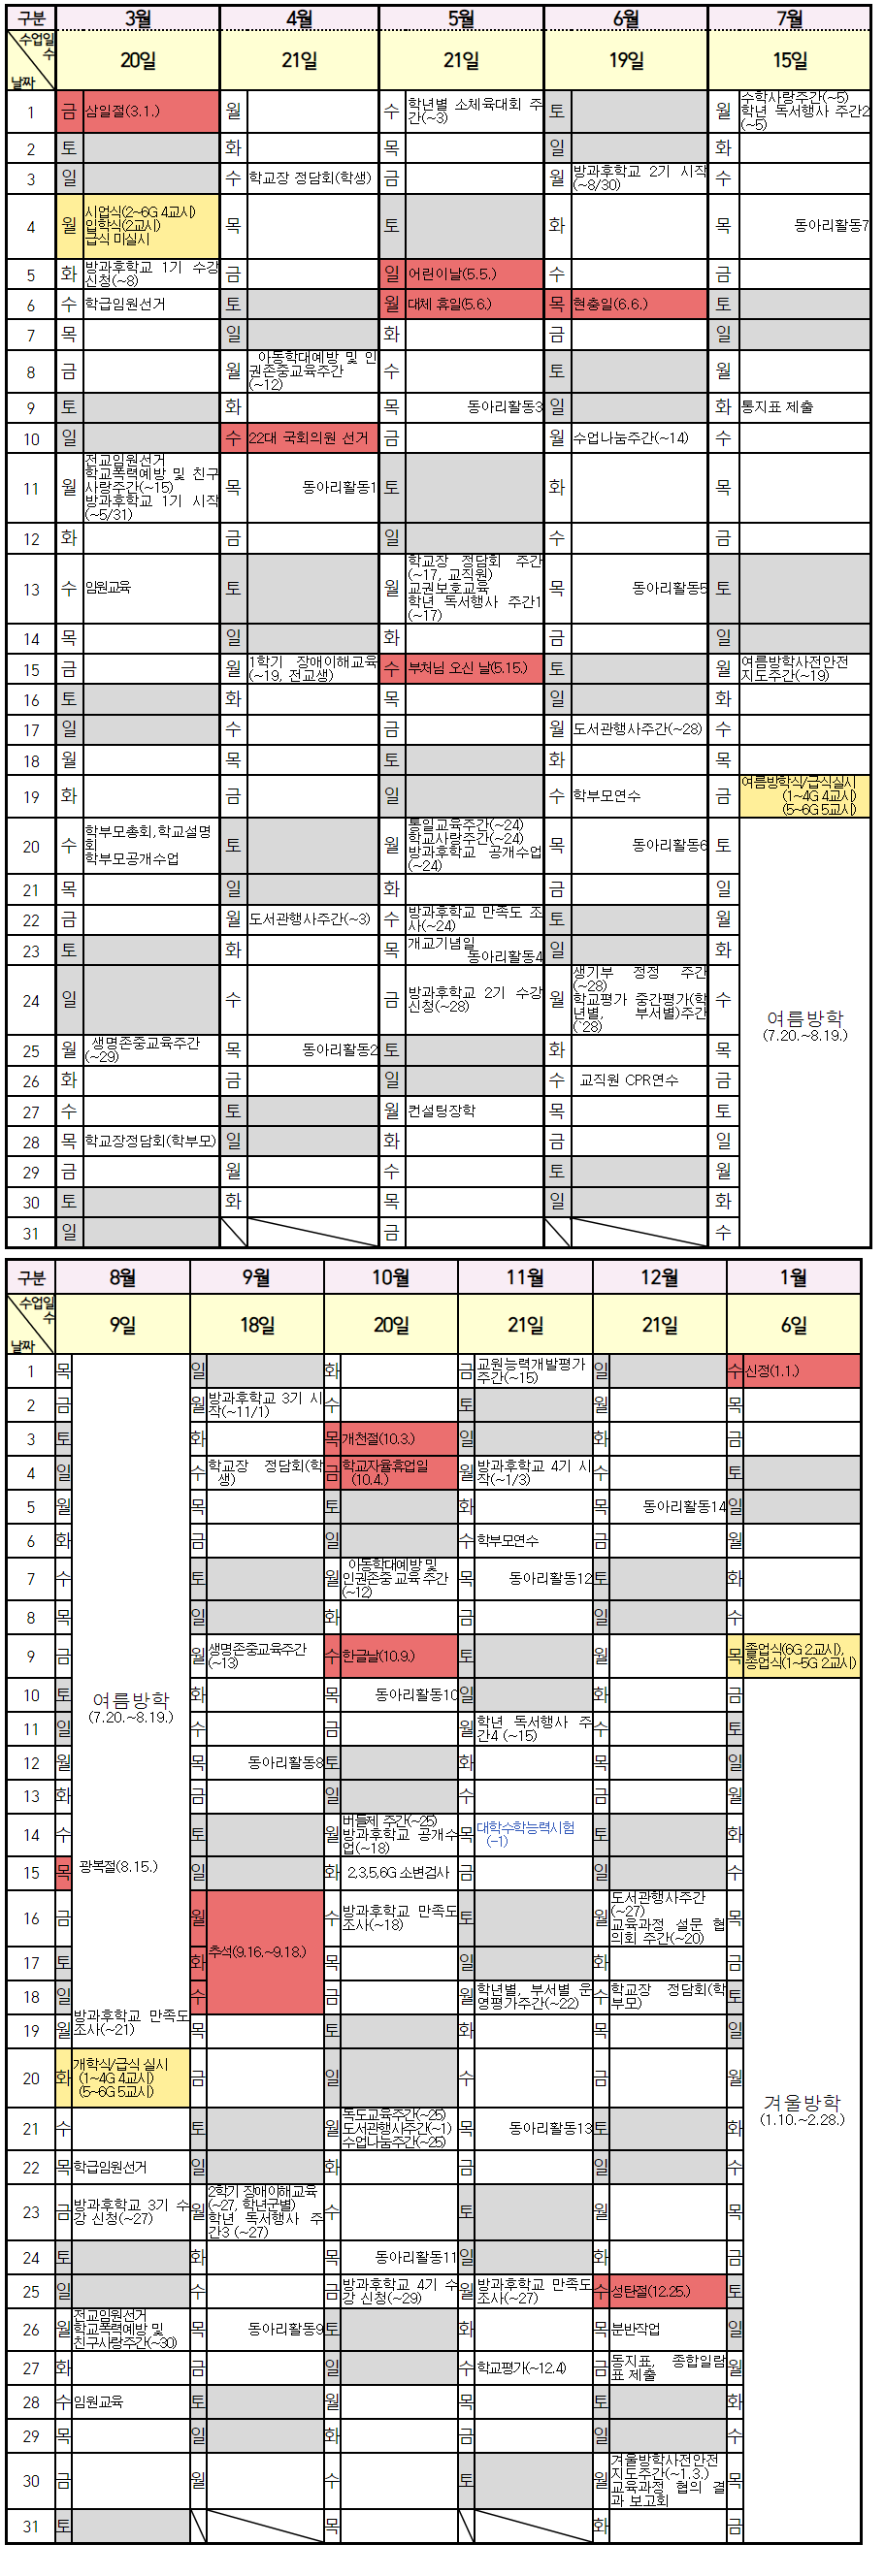 구분 3월 4월 5월 6월 7월
수업일수 날짜 20일 21일 21일 19일 15일
1 금 삼일절(3.1.) 월 수 학년별 소체육대회 주간(~3) 토 월 수학사랑주간(~5) 학년 독서행사 주간2(~5)
2 토 화 목 일 화
3 일 수 학교장 정담회(학생) 금 월 방과후학교 2기 시작(~8/30) 수
4 월 시업식(2~6G 4교시) 입학식(2교시) 급식 미실시 목 토 화 목 동아리활동7
5 화 방과후학교 1기 수강신청(~8) 금 일 어린이날(5.5.) 수 금
6 수 학급임원선거 토 월 대체 휴일(5.6.) 목 현충일(6.6.) 토
7 목 일 화 금 일
8 금 월 아동학대예방 및 인권존중교육주간(~12) 수 토 월
9 토 화 목 동아리활동3 일 화 통지표 제출
10 일 수 22대 국회의원 선거 금 월 수업나눔주간(~14) 수
11 월 전교임원선거 학교폭력예방 및 친구사랑주간(~15) 방과후학교 1기 시작(~5/31) 목 동아리활동1 토 화 목
12 화 금 일 수 금
13 수 임원교육 토 월 학교장 정담회 주간(~17, 교직원) 교권보호교육 학년 독서행사 주간1(~17) 목 동아리활동5 토
14 목 일 화 금 일
15 금 월 1학기 장애이해교육(~19, 전교생) 수 부처님 오신 날(5.15.) 토 월 여름방학사전안전지도주간(~19)
16 토 화 목 일 화
17 일 수 금 월 도서관행사주간(~28) 수
18 월 목 토 화 목
19 화 금 일 수 학부모연수 금 여름방학식/급식실시 (1~4G 4교시) (5~6G 5교시)
20 수 학부모총회,학교설명회 학부모공개수업 토 월 통일교육주간(~24) 학교사랑주간(~24) 방과후학교 공개수업(~24) 목 동아리활동6 토
21 목 일 화 금 일
22 금 월 도서관행사주간(~3) 수 방과후학교 만족도 조사(~24) 토 월
23 토 화 목 개교기념일 동아리활동4 일 화
24 일 수 금 방과후학교 2기 수강신청(~28) 월 생기부 정정 주간(~28) 학교평가 중간평가(학년별, 부서별)주간(~28) 수 여름방학 (7.20.~8.19.)
25 월 생명존중교육주간(~29) 목 동아리활동2 토 화 목
26 화 금 일 수 교직원 CPR연수 금
27 수 토 월 컨설팅장학 목 토
28 목 학교장정담회(학부모) 일 화 금 일
29 금 월 수 토 월
30 토 화 목 일 화
31 일 금 수
구분 8월 9월 10월 11월 12월 1월
수업일수 날짜 9일 18일 20일 21일 21일 6일
1 목 일 화 금 교원능력개발평가주간(~15) 일 수 신정(1.1.)
2 금 월 방과후학교 3기 시작(~11/1) 수 토 월 목
3 토 화 목 개천절(10.3.) 일 화 금
4 일 수 학교장 정담회(학생) 금 학교자율휴업일(10.4.) 월 방과후학교 4기 시작(~1/3) 수 토
5 월 목 토 화 목 동아리활동14 일
6 화 금 일 수 학부모연수 금 월
7 수 토 월 아동학대예방 및 인권존중 교육 주간(~12) 목 동아리활동12 토 화
8 목 일 화 금 일 수
9 금 월 생명존중교육주간(~13) 수 한글날(10.9.) 토 월 목 졸업식(6G 2교시), 종업식(1~5G 2교시)
10 토 여름방학 (7.20.~8.19.) 화 목 동아리활동10 일 화 금
11 일 수 금 월 학년 독서행사 주간4 (~15) 수 토
12 월 목 동아리활동8 토 화 목 일
13 화 금 일 수 금 월
14 수 토 월 버들제 주간(~25) 방과후학교 공개수업(~18) 목 대학수학능력시험(-1) 토 화
15 목 광복절(8.15.) 일 화 2,3,5,6G 소변검사 금 일 수
16 금 월 추석(9.16.~9.18.) 수 방과후학교 만족도 조사(~18) 토 월 도서관행사주간(~27) 교육과정 설문 협의회 주간(~20) 목
17 토 화 목 일 화 금
18 일 수 금 월 학년별, 부서별 운영평가주간(~22) 수 학교장 정담회(학부모) 토
19 월 방과후학교 만족도 조사(~21) 목 토 화 목 일
20 화 개학식/급식 실시 (1~4G 4교시) (5~6G 5교시) 금 일 수 금 월
21 수 토 월 독도교육주간(~25) 도서관행사주간(~1) 수업나눔주간(~25) 목 동아리활동13 토 화 겨울방학 (1.10.~2.28.)
22 목 학급임원선거 일 화 금 일 수
23 금 방과후학교 3기 수강 신청(~27) 월 2학기 장애이해교육(~27, 학년군별) 학년 독서행사 주간3 (~27) 수 토 월 목
24 토 화 목 동아리활동11 일 화 금
25 일 수 금 방과후학교 4기 수강 신청(~29) 월 방과후학교 만족도 조사(~27) 수 성탄절(12.25.) 토
26 월 전교임원선거 학교폭력예방 및 친구사랑주간(~30) 목 동아리활동9 토 화 목 분반작업 일
27 화 금 일 수 학교평가(~12.4) 금 통지표, 종합일람표 제출 월
28 수 임원교육 토 월 목 토 화
29 목 일 화 금 일 수
30 금 월 수 토 월 겨울방학사전안전지도주간(~1.3.) 교육과정 협의 결과 보고회 목
31 토 목 화 금